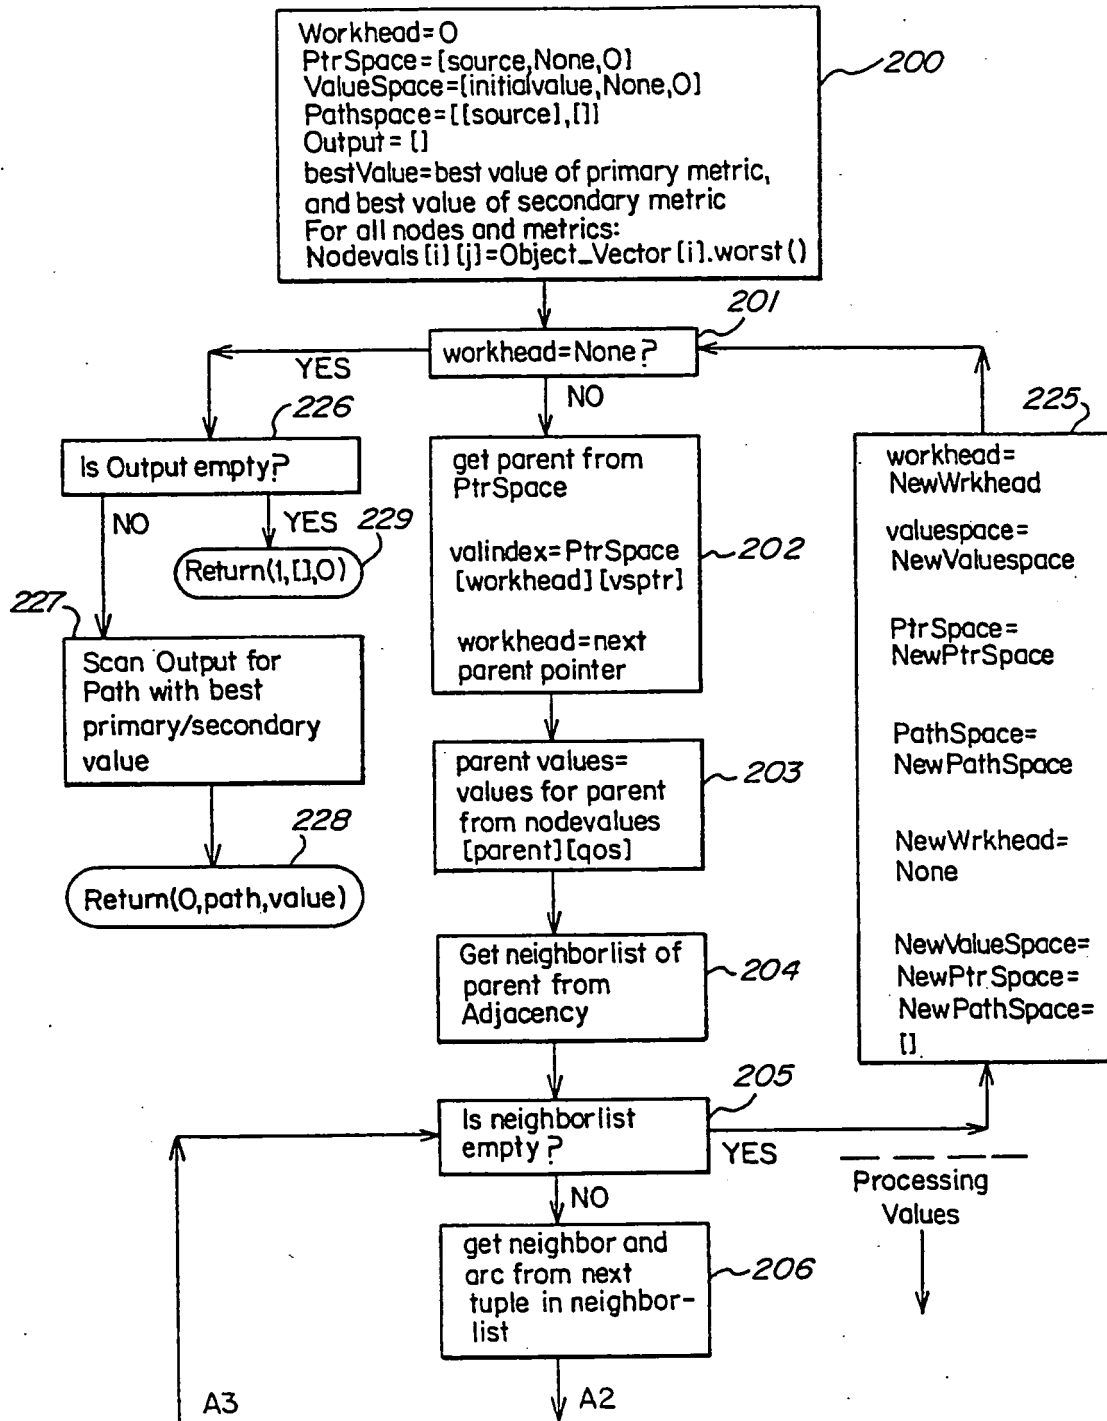 Workhead=0
PtrSpace=[source,None,0]
ValueSpace=[initialvalue,None,0]
Pathspace=[[source],[]]
Output=[]
bestValue=best value of primary metric,
and best value of secondary metric
For all nodes and metrics:
Nodevals[i][j]=Object_Vector[i].worst()
200
201
workhead=None?
YES
NO
226
Is Output empty?
NO
YES
229
Return(1,[],0)
227
Scan Output for
Path with best
primary/secondary
value
228
Return(0,path,value)
get parent from
PtrSpace
valindex=PtrSpace
[workhead][vsptr]
workhead=next
parent pointer
202
parent values=
values for parent
from nodevalues
[parent][qos]
203
Get neighborlist of
parent from
Adjacency
204
205
Is neighborlist
empty?
YES
NO
get neighbor and
arc from next
tuple in neighbor-
list
206
225
workhead=
NewWrkhead
valuespace=
NewValuespace
PtrSpace=
NewPtrSpace
PathSpace=
NewPathSpace
NewWrkhead=
None
NewValueSpace=
NewPtrSpace=
NewPathSpace=
[]
Processing
Values
A3
A2